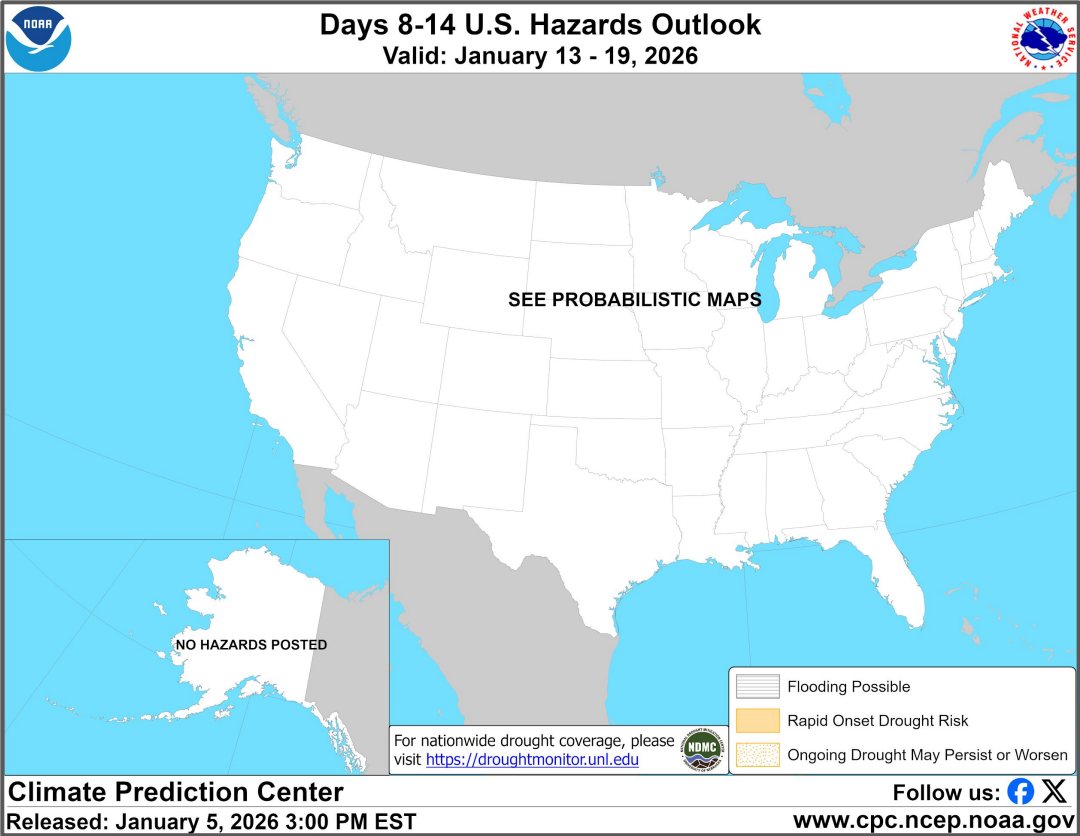 NOAA
Days 8-14 U.S. Hazards Outlook
Valid: January 13 - 19, 2026
NATIONAL WEATHER SERVICE
SEE PROBABILISTIC MAPS
NO HAZARDS POSTED
For nationwide drought coverage, please
visit https://droughtmonitor.unl.edu
NDMC
Flooding Possible
Rapid Onset Drought Risk
Ongoing Drought May Persist or Worsen
Climate Prediction Center
Released: January 5, 2026 3:00 PM EST
Follow us:
www.cpc.ncep.noaa.gov